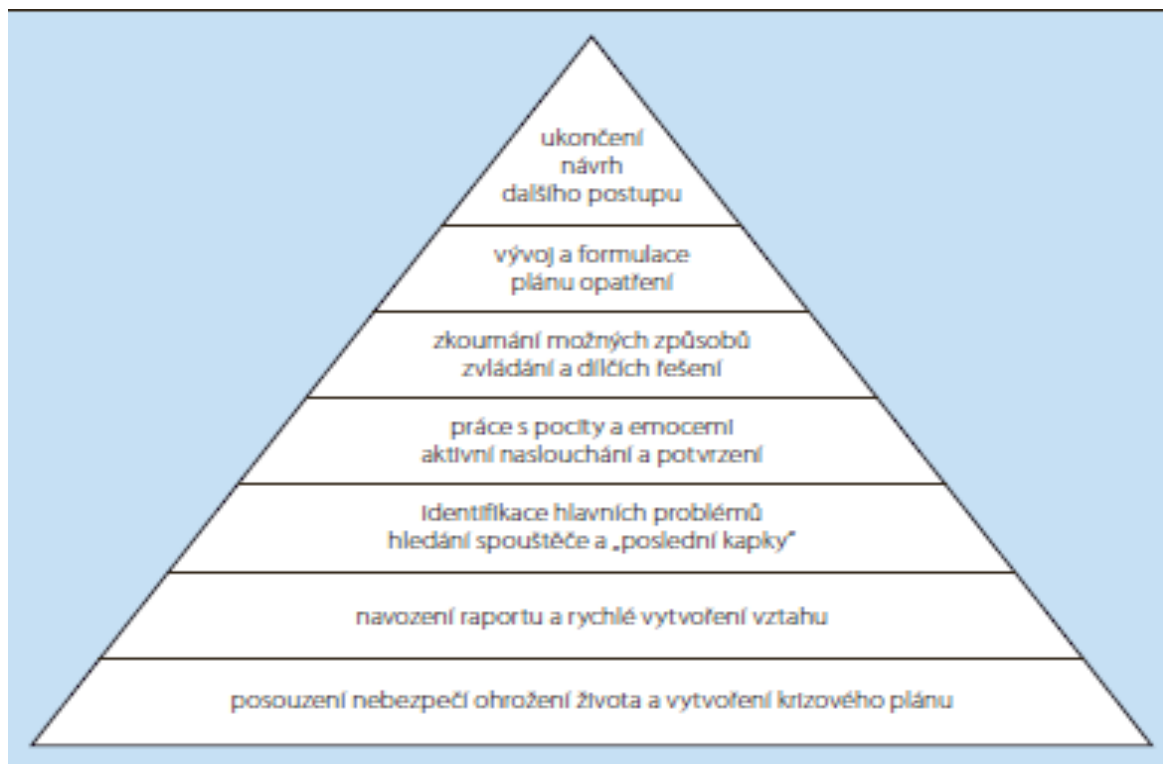 ukončení
návrh
dalšího postupu
vývoj a formulace
plánu opatření
zkoumání možných způsobů
zvládání a dílčích řešení
práce s pocity a emocemi
aktivní naslouchání a potvrzení
identifikace hlavních problémů
hledání spouštěče a „poslední kapky“
navození raportu a rychlé vytvoření vztahu
posouzení nebezpečí ohrožení života a vytvoření krizového plánu